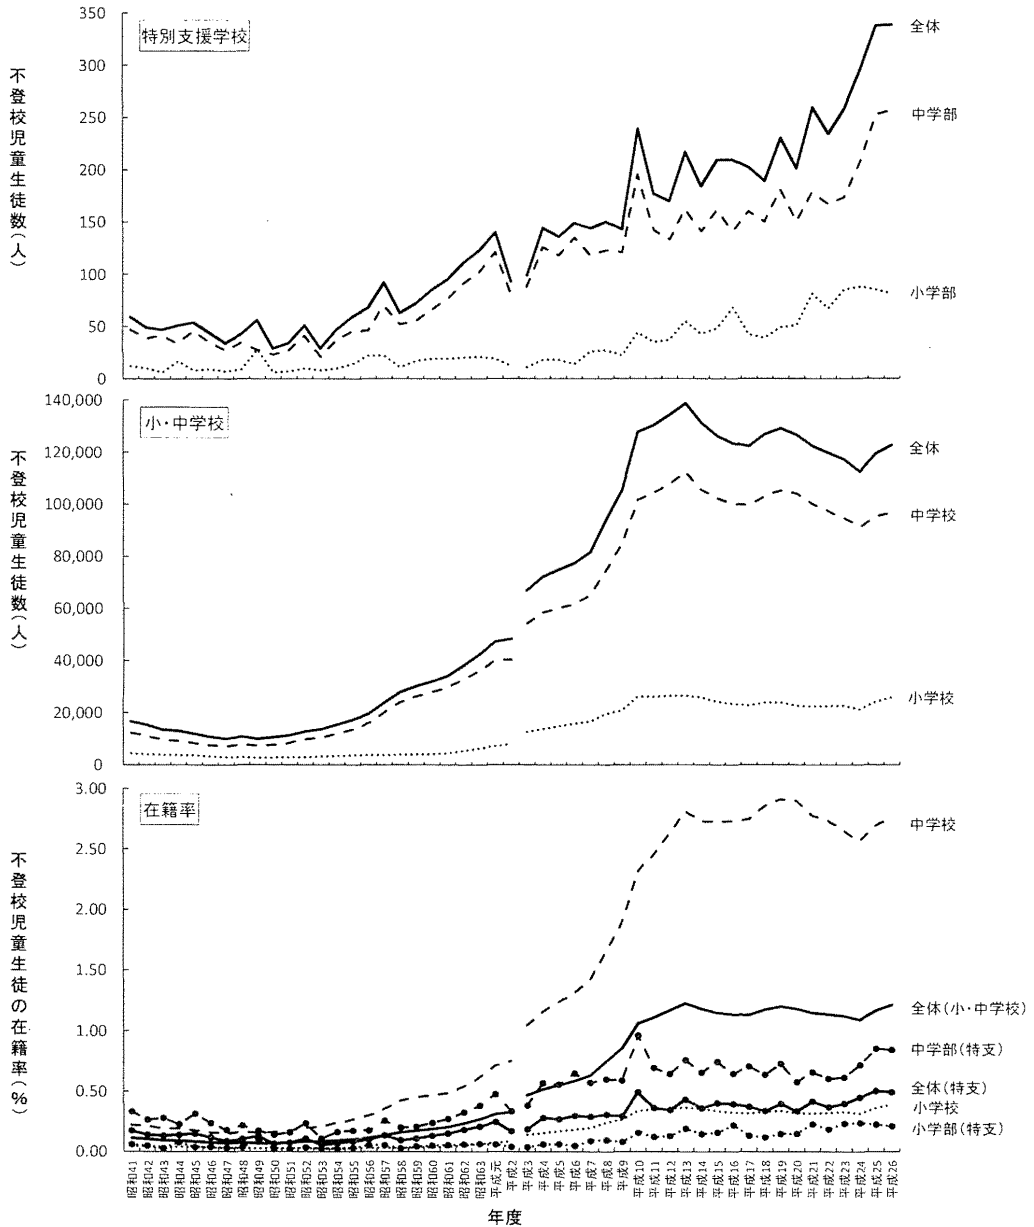 特別支援学校
不登校児童生徒数(人)
350
300
250
200
150
100
50
0
全体
中学部
小学部
小・中学校
不登校児童生徒数(人)
140,000
120,000
100,000
80,000
60,000
40,000
20,000
0
全体
中学校
小学校
在籍率
不登校児童生徒の在籍率(%)
3.00
2.50
2.00
1.50
1.00
0.50
0.00
中学校
全体(小・中学校)
中学部(特支)
全体(特支)
小学校
小学部(特支)
昭和41
昭和42
昭和43
昭和44
昭和45
昭和46
昭和47
昭和48
昭和49
昭和50
昭和51
昭和52
昭和53
昭和54
昭和55
昭和56
昭和57
昭和58
昭和59
昭和60
昭和61
昭和62
昭和63
平成元
平成2
平成3
平成4
平成5
平成6
平成7
平成8
平成9
平成10
平成11
平成12
平成13
平成14
平成15
平成16
平成17
平成18
平成19
平成20
平成21
平成22
平成23
平成24
平成25
平成26
年度